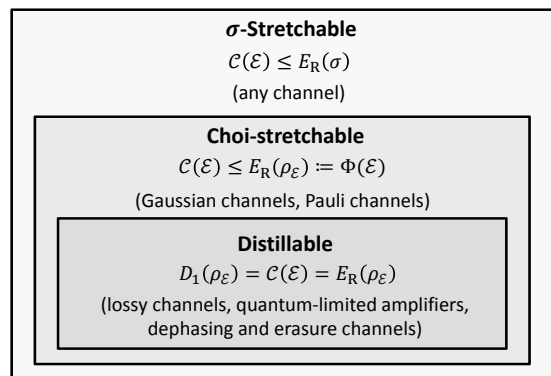 σ-Stretchable
𝒞(ℰ) ≤ E_R(σ)
(any channel)
Choi-stretchable
𝒞(ℰ) ≤ E_R(ρ_ℰ) ≔ Φ(ℰ)
(Gaussian channels, Pauli channels)
Distillable
D_1(ρ_ℰ) = 𝒞(ℰ) = E_R(ρ_ℰ)
(lossy channels, quantum-limited amplifiers,
dephasing and erasure channels)